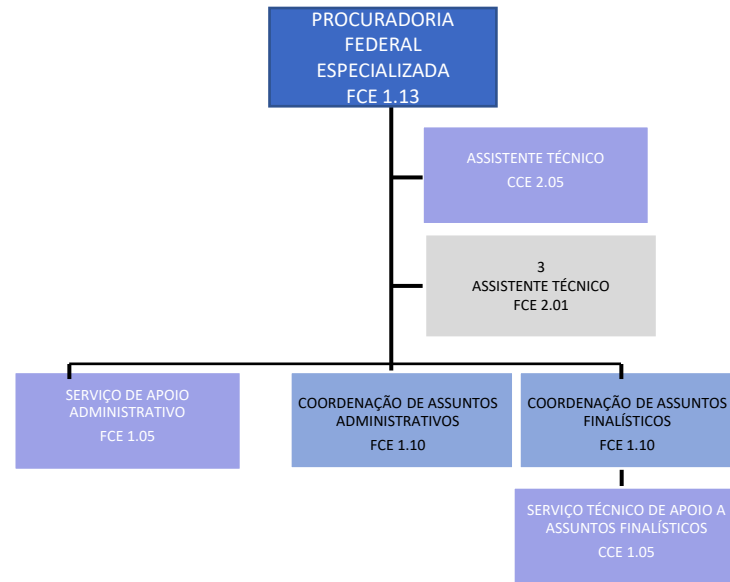 PROCURADORIA
FEDERAL
ESPECIALIZADA
FCE 1.13
ASSISTENTE TÉCNICO
CCE 2.05
3
ASSISTENTE TÉCNICO
FCE 2.01
SERVIÇO DE APOIO
ADMINISTRATIVO
FCE 1.05
COORDENAÇÃO DE ASSUNTOS
ADMINISTRATIVOS
FCE 1.10
COORDENAÇÃO DE ASSUNTOS
FINALÍSTICOS
FCE 1.10
SERVIÇO TÉCNICO DE APOIO A
ASSUNTOS FINALÍSTICOS
CCE 1.05